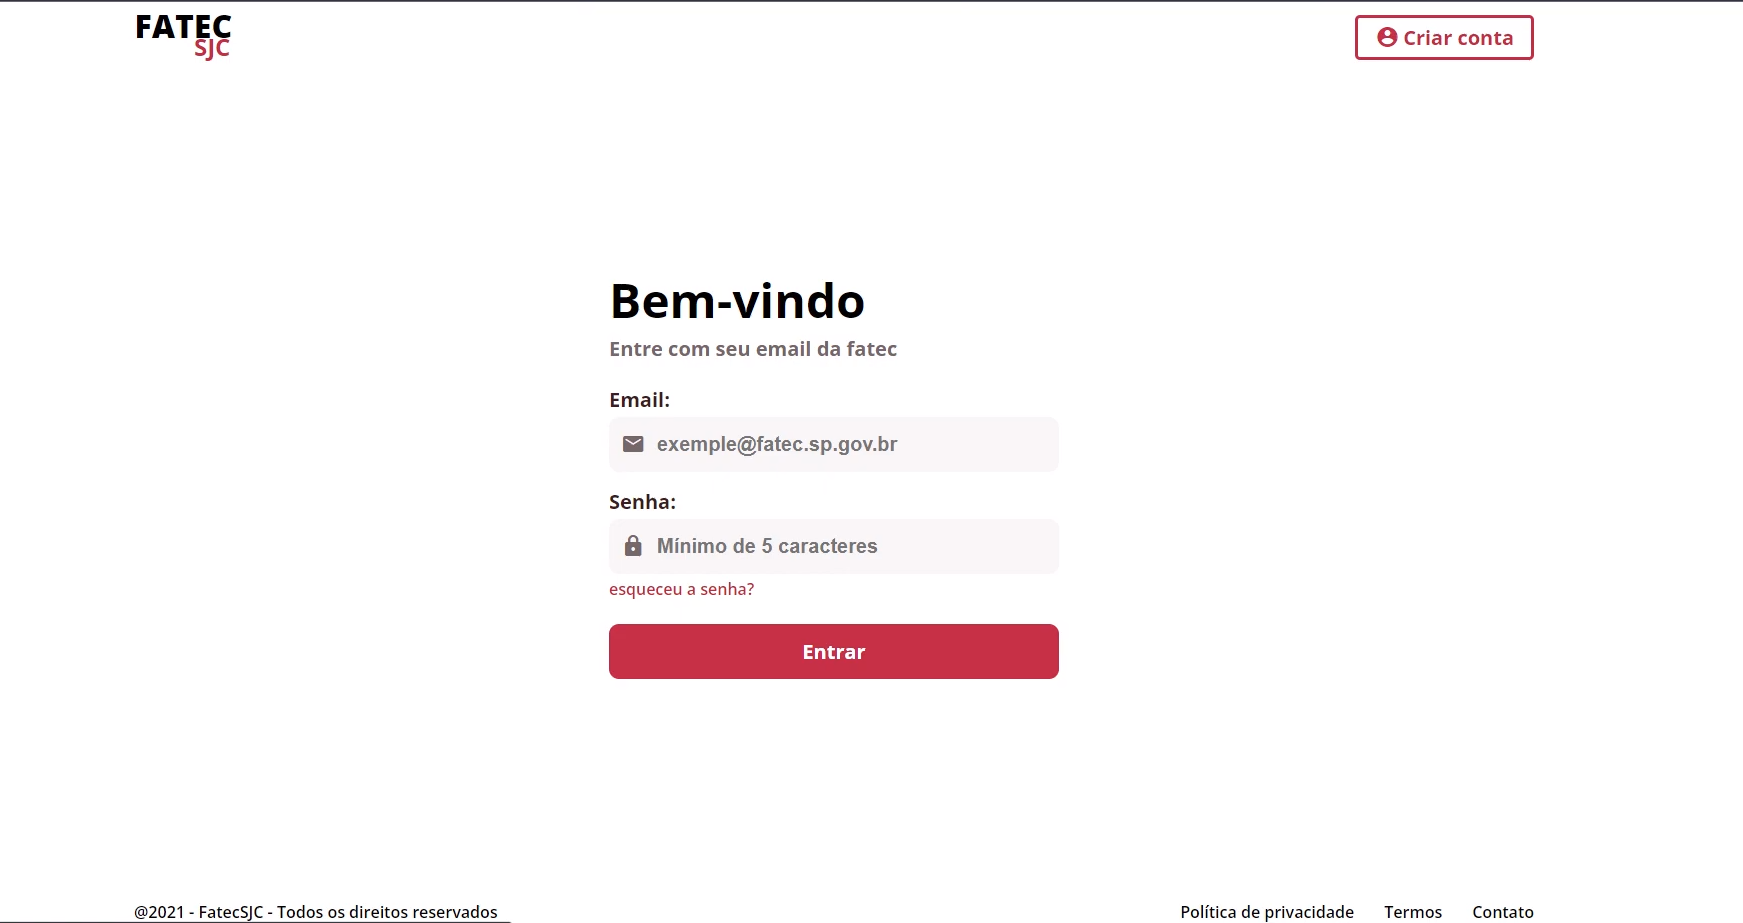 FATEC
SJC
Criar conta
Bem-vindo
Entre com seu email da fatec
Email:
exemple@fatec.sp.gov.br
Senha:
Mínimo de 5 caracteres
esqueceu a senha?
Entrar
@2021 - FatecSJC - Todos os direitos reservados
Política de privacidade Termos Contato